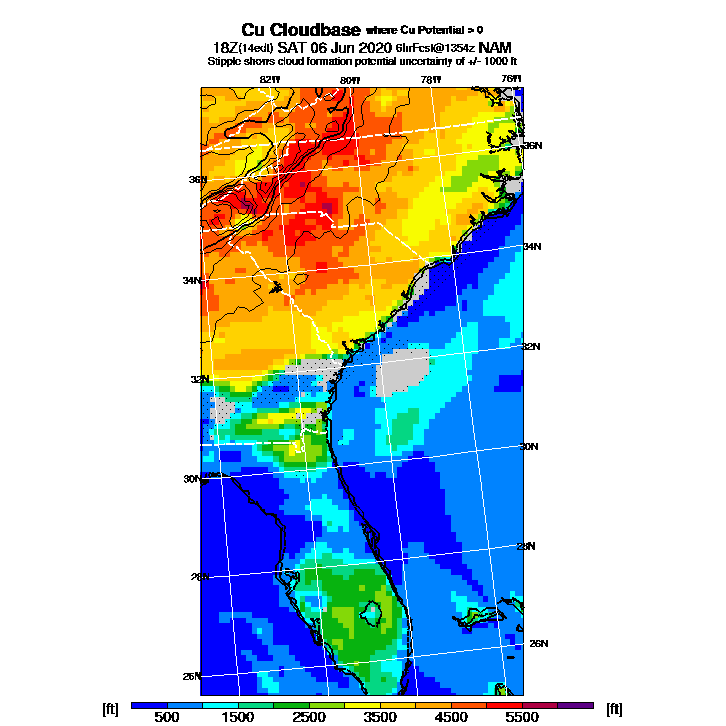 Cu Cloudbase where Cu Potential > 0
18Z(14edt) SAT 06 Jun 2020 6hrFcst@1354z NAM
Stipple shows cloud formation potential uncertainty of +/- 1000 ft
82W 80W 78W 76W
36N
36N
34N
34N
32N
32N
30N
30N
28N
28N
26N
26N
[ft] 500 1500 2500 3500 4500 5500 [ft]